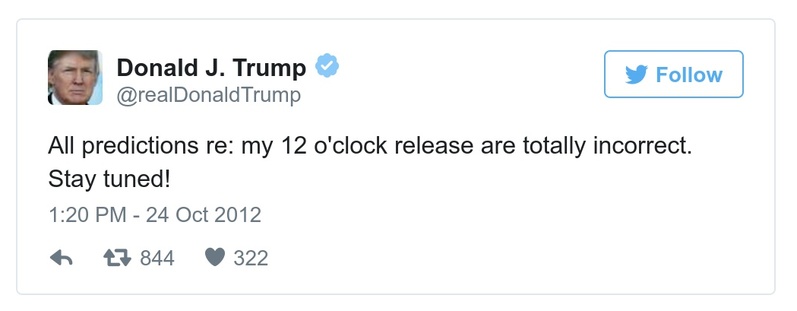 Donald J. Trump
@realDonaldTrump
Follow
All predictions re: my 12 o'clock release are totally incorrect.
Stay tuned!
1:20 PM - 24 Oct 2012
844 322